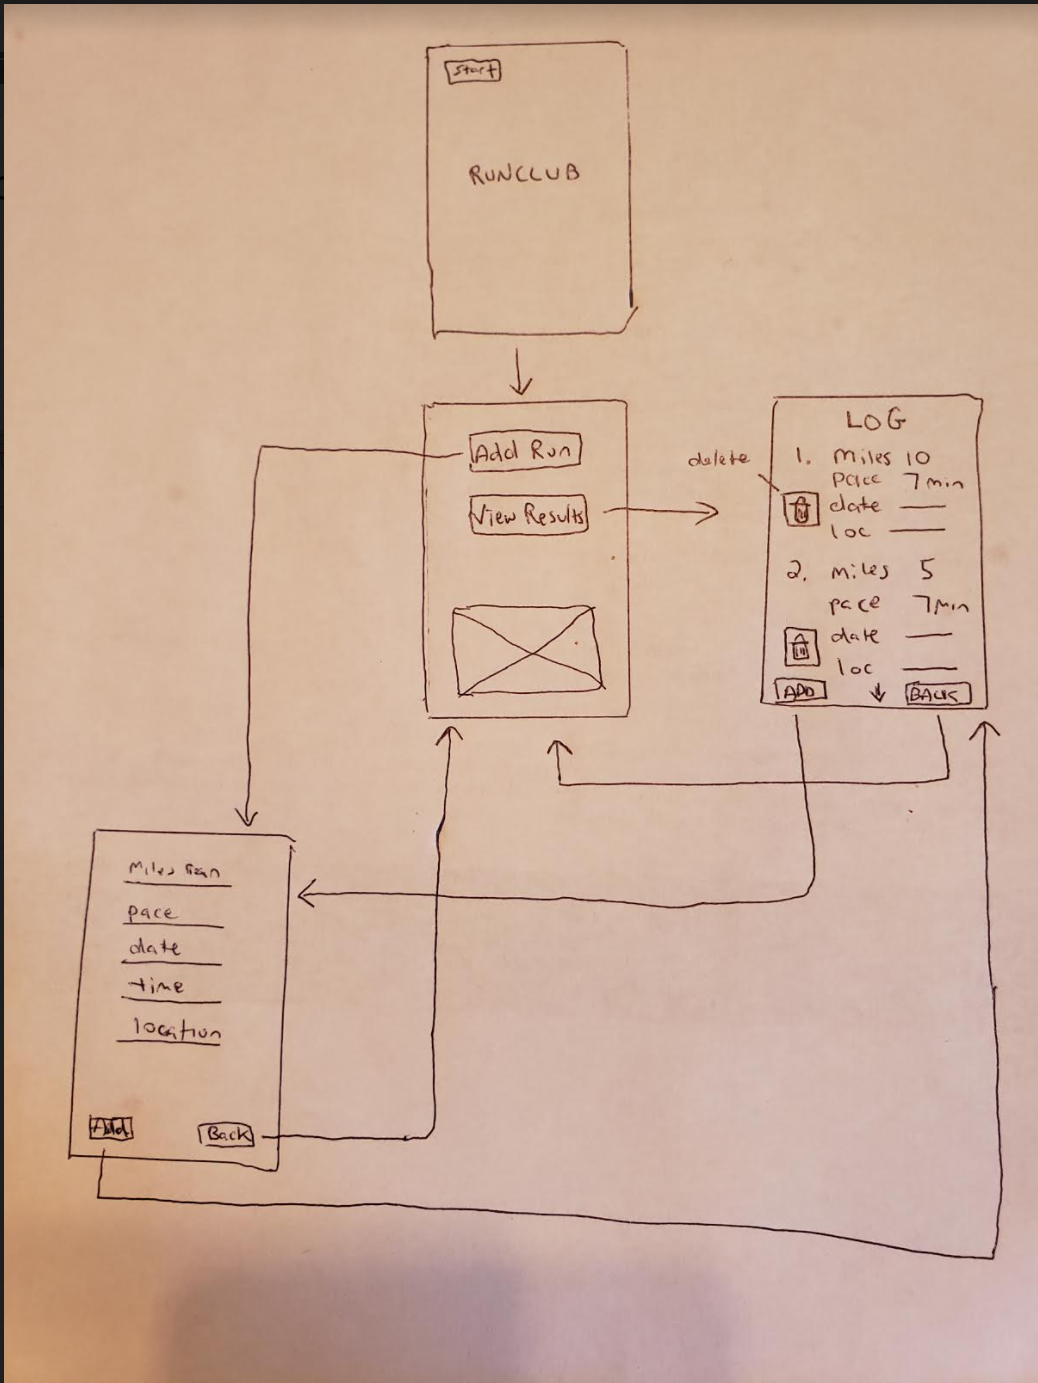 Start
RUNCLUB
Add Run
View Results
delete
LOG
1. Miles 10
pace 7min
date
loc
2. miles 5
pace 7min
date
loc
ADD
BACK
Miles Ran
pace
date
time
location
Add
Back